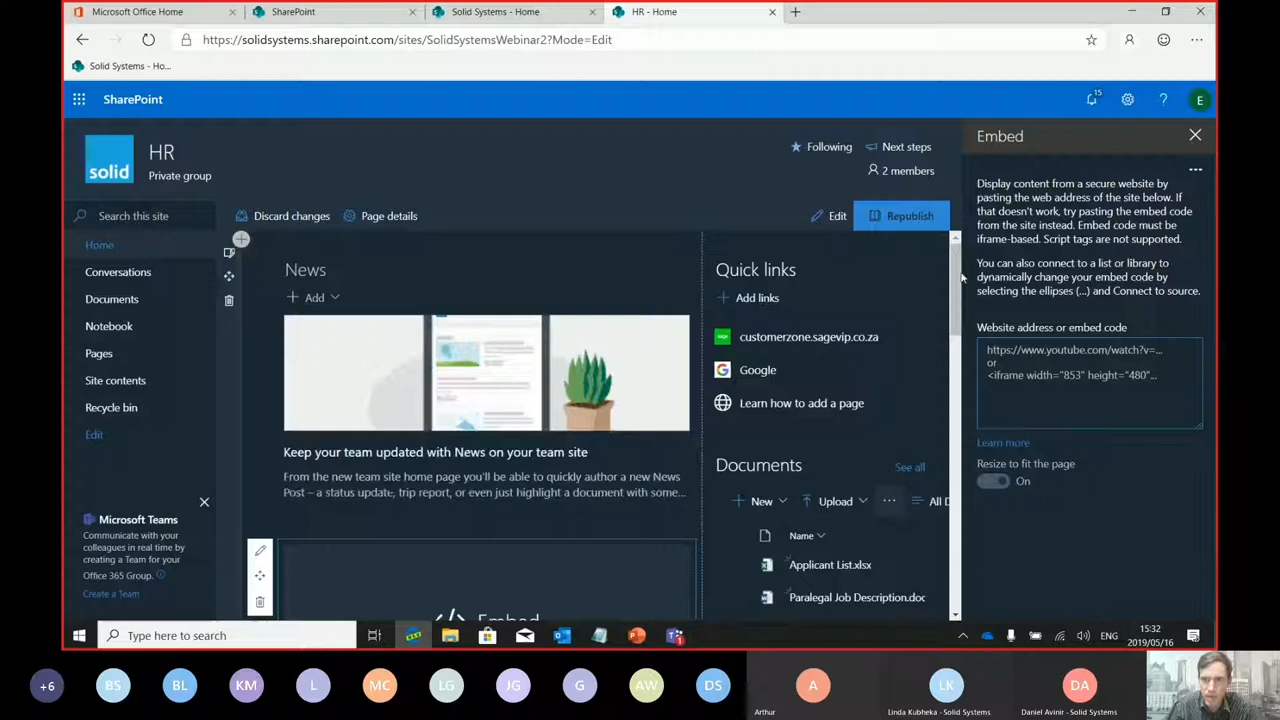 Microsoft Office Home
SharePoint
Solid Systems - Home
HR - Home
https://solidsystems.sharepoint.com/sites/SolidSystemsWebinar2?Mode=Edit
Solid Systems - Ho...
SharePoint
15
E
solid
HR
Private group
Following
Next steps
2 members
Search this site
Discard changes
Page details
Edit
Republish
Home
Conversations
Documents
Notebook
Pages
Site contents
Recycle bin
Edit
Microsoft Teams
Communicate with your
colleagues in real time by
creating a Team for your
Office 365 Group.
Create a Team
News
Add
Keep your team updated with News on your team site
From the new team site home page you'll be able to quickly author a new News
Post – a status update, trip report, or even just highlight a document with some...
</> Embed
Quick links
Add links
customerzone.sagevip.co.za
Google
Learn how to add a page
Documents
See all
New
Upload
...
All D
Name
Applicant List.xlsx
Paralegal Job Description.doc
Embed
Display content from a secure website by
pasting the web address of the site below. If
that doesn't work, try pasting the embed code
from the site instead. Embed code must be
iframe-based. Script tags are not supported.
You can also connect to a list or library to
dynamically change your embed code by
selecting the ellipses (...) and Connect to source.
Website address or embed code
https://www.youtube.com/watch?v=...
or
<iframe width="853" height="480"...
Learn more
Resize to fit the page
On
Type here to search
ENG
15:32
2019/05/16
+6
BS
BL
KM
L
MC
LG
JG
G
AW
DS
A
Arthur
LK
Linda Kubheka - Solid Systems
DA
Daniel Avinir - Solid Systems